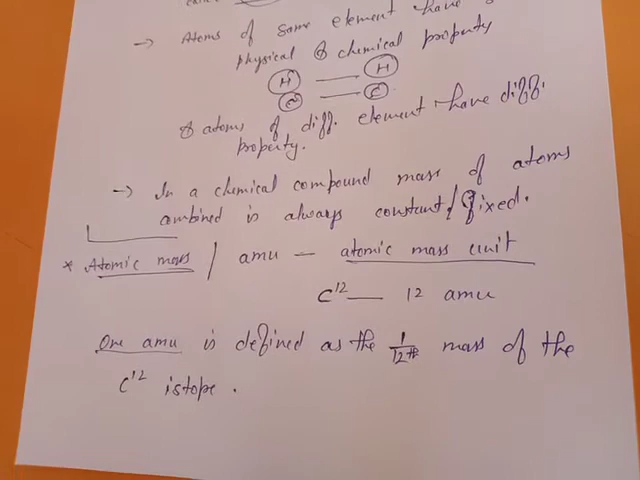 → Atoms of same element have
physical & chemical property
H — H
C — C
& atoms of diff. element have diff.
property.
→ In a chemical compound mass of atoms
ombined is always constant/fixed.
* Atomic mass / amu — atomic mass unit
C12 — 12 amu
One amu is defined as the 1/12th mass of the
C12 istope.